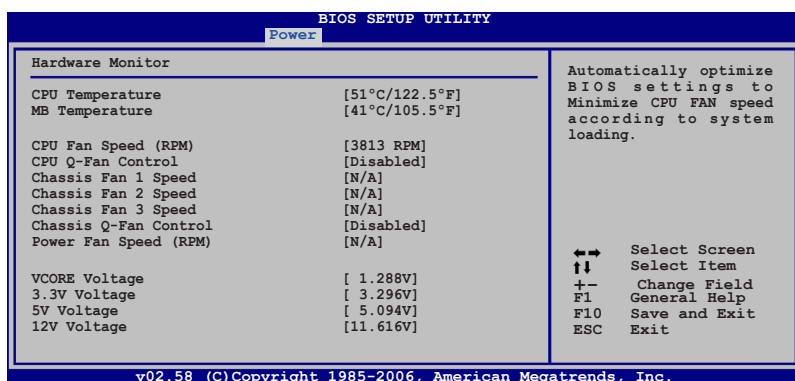 BIOS SETUP UTILITY
Power
Hardware Monitor
CPU Temperature [51°C/122.5°F]
MB Temperature [41°C/105.5°F]
CPU Fan Speed (RPM) [3813 RPM]
CPU Q-Fan Control [Disabled]
Chassis Fan 1 Speed [N/A]
Chassis Fan 2 Speed [N/A]
Chassis Fan 3 Speed [N/A]
Chassis Q-Fan Control [Disabled]
Power Fan Speed (RPM) [N/A]
VCORE Voltage [ 1.288V]
3.3V Voltage [ 3.296V]
5V Voltage [ 5.094V]
12V Voltage [11.616V]
Automatically optimize
BIOS settings to
Minimize CPU FAN speed
according to system
loading.
←→ Select Screen
↑↓ Select Item
+- Change Field
F1 General Help
F10 Save and Exit
ESC Exit
v02.58 (C)Copyright 1985-2006, American Megatrends, Inc.